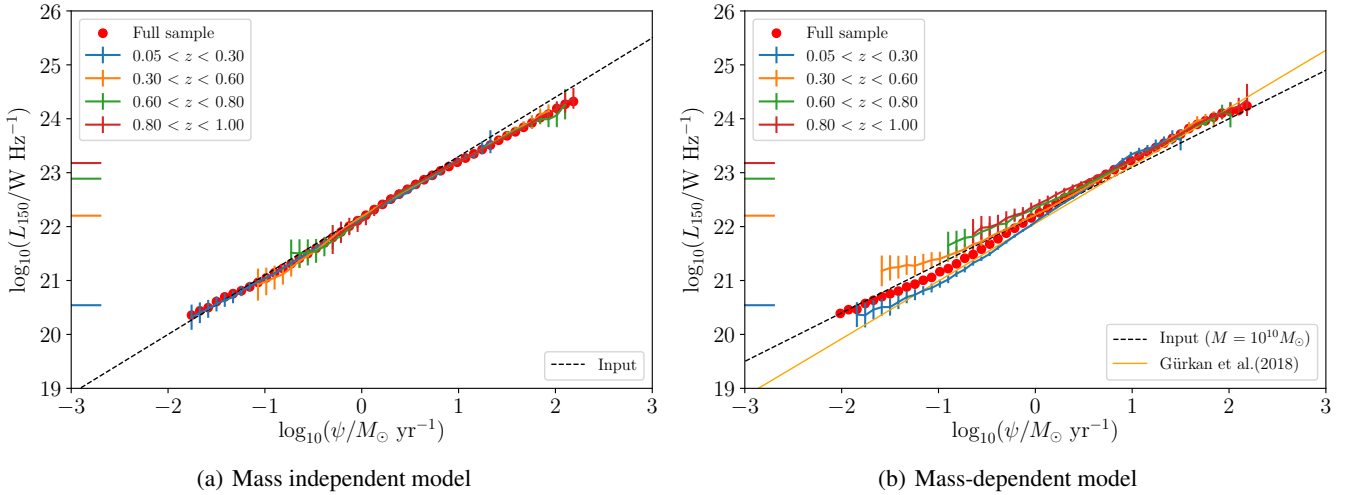 26
25
24
23
22
21
20
19
log₁₀(L₁₅₀/W Hz⁻¹)
Full sample
0.05 < z < 0.30
0.30 < z < 0.60
0.60 < z < 0.80
0.80 < z < 1.00
Input
−3 −2 −1 0 1 2 3
log₁₀(ψ/M⊙ yr⁻¹)
(a) Mass independent model
26
25
24
23
22
21
20
19
log₁₀(L₁₅₀/W Hz⁻¹)
Full sample
0.05 < z < 0.30
0.30 < z < 0.60
0.60 < z < 0.80
0.80 < z < 1.00
Input (M = 10¹⁰M⊙)
Gürkan et al.(2018)
−3 −2 −1 0 1 2 3
log₁₀(ψ/M⊙ yr⁻¹)
(b) Mass-dependent model